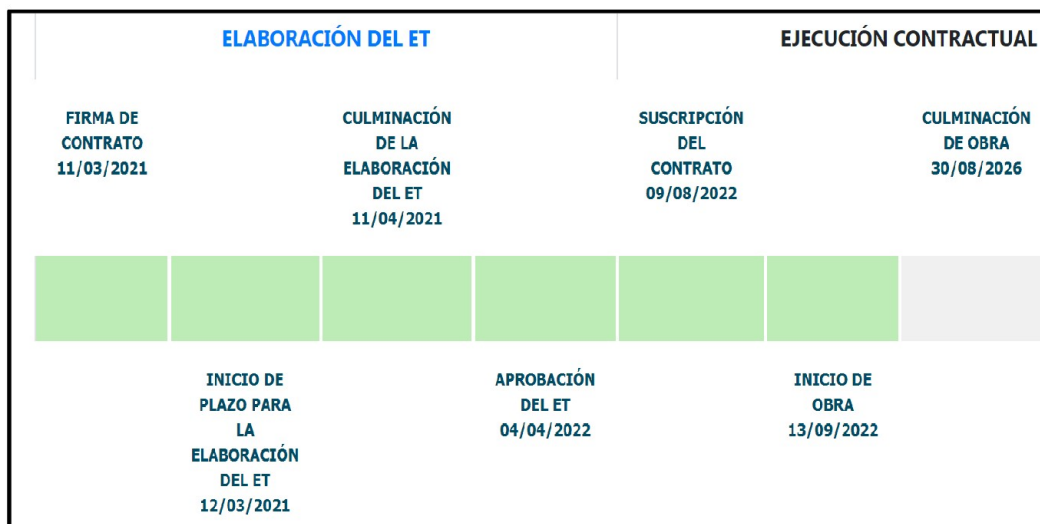 ELABORACIÓN DEL ET
EJECUCIÓN CONTRACTUAL
FIRMA DE
CONTRATO
11/03/2021
CULMINACIÓN
DE LA
ELABORACIÓN
DEL ET
11/04/2021
SUSCRIPCIÓN
DEL
CONTRATO
09/08/2022
CULMINACIÓN
DE OBRA
30/08/2026
INICIO DE
PLAZO PARA
LA
ELABORACIÓN
DEL ET
12/03/2021
APROBACIÓN
DEL ET
04/04/2022
INICIO DE
OBRA
13/09/2022